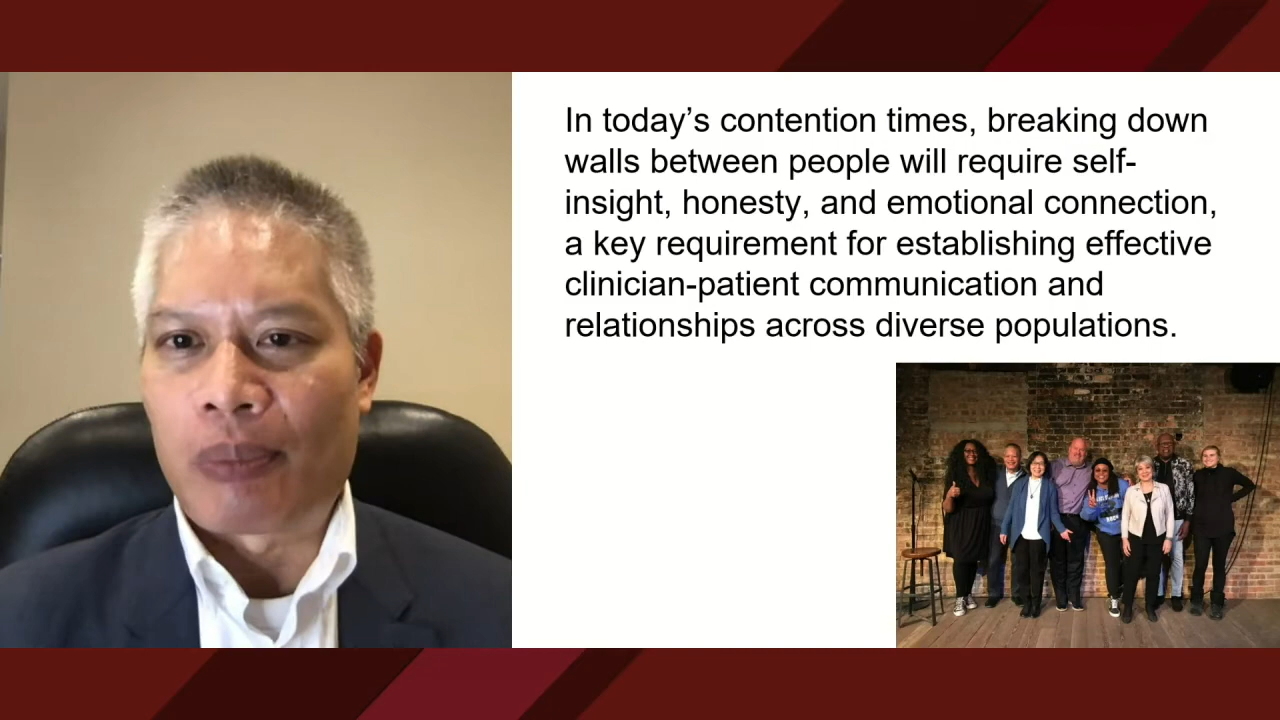 In today’s contention times, breaking down
walls between people will require self-
insight, honesty, and emotional connection,
a key requirement for establishing effective
clinician-patient communication and
relationships across diverse populations.